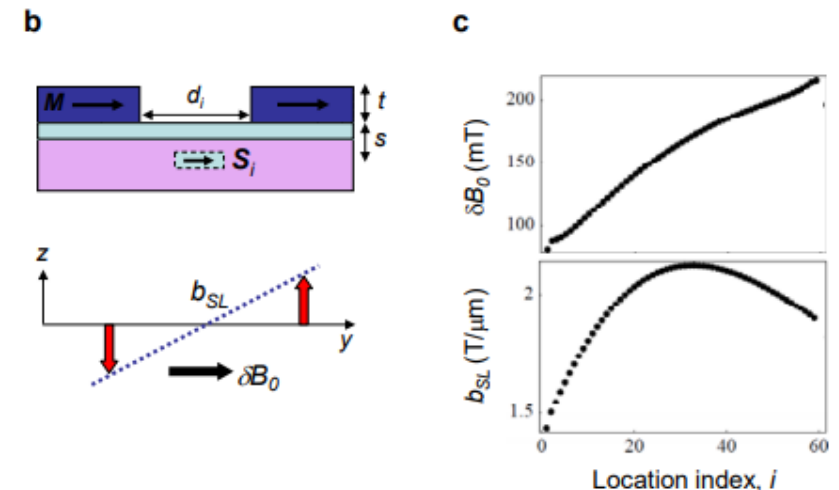 b
M
d_i
t
s
S_i
z
b_SL
y
δB_0
c
200
150
100
δB_0 (mT)
2
1.5
b_SL (T/μm)
0
20
40
60
Location index, i